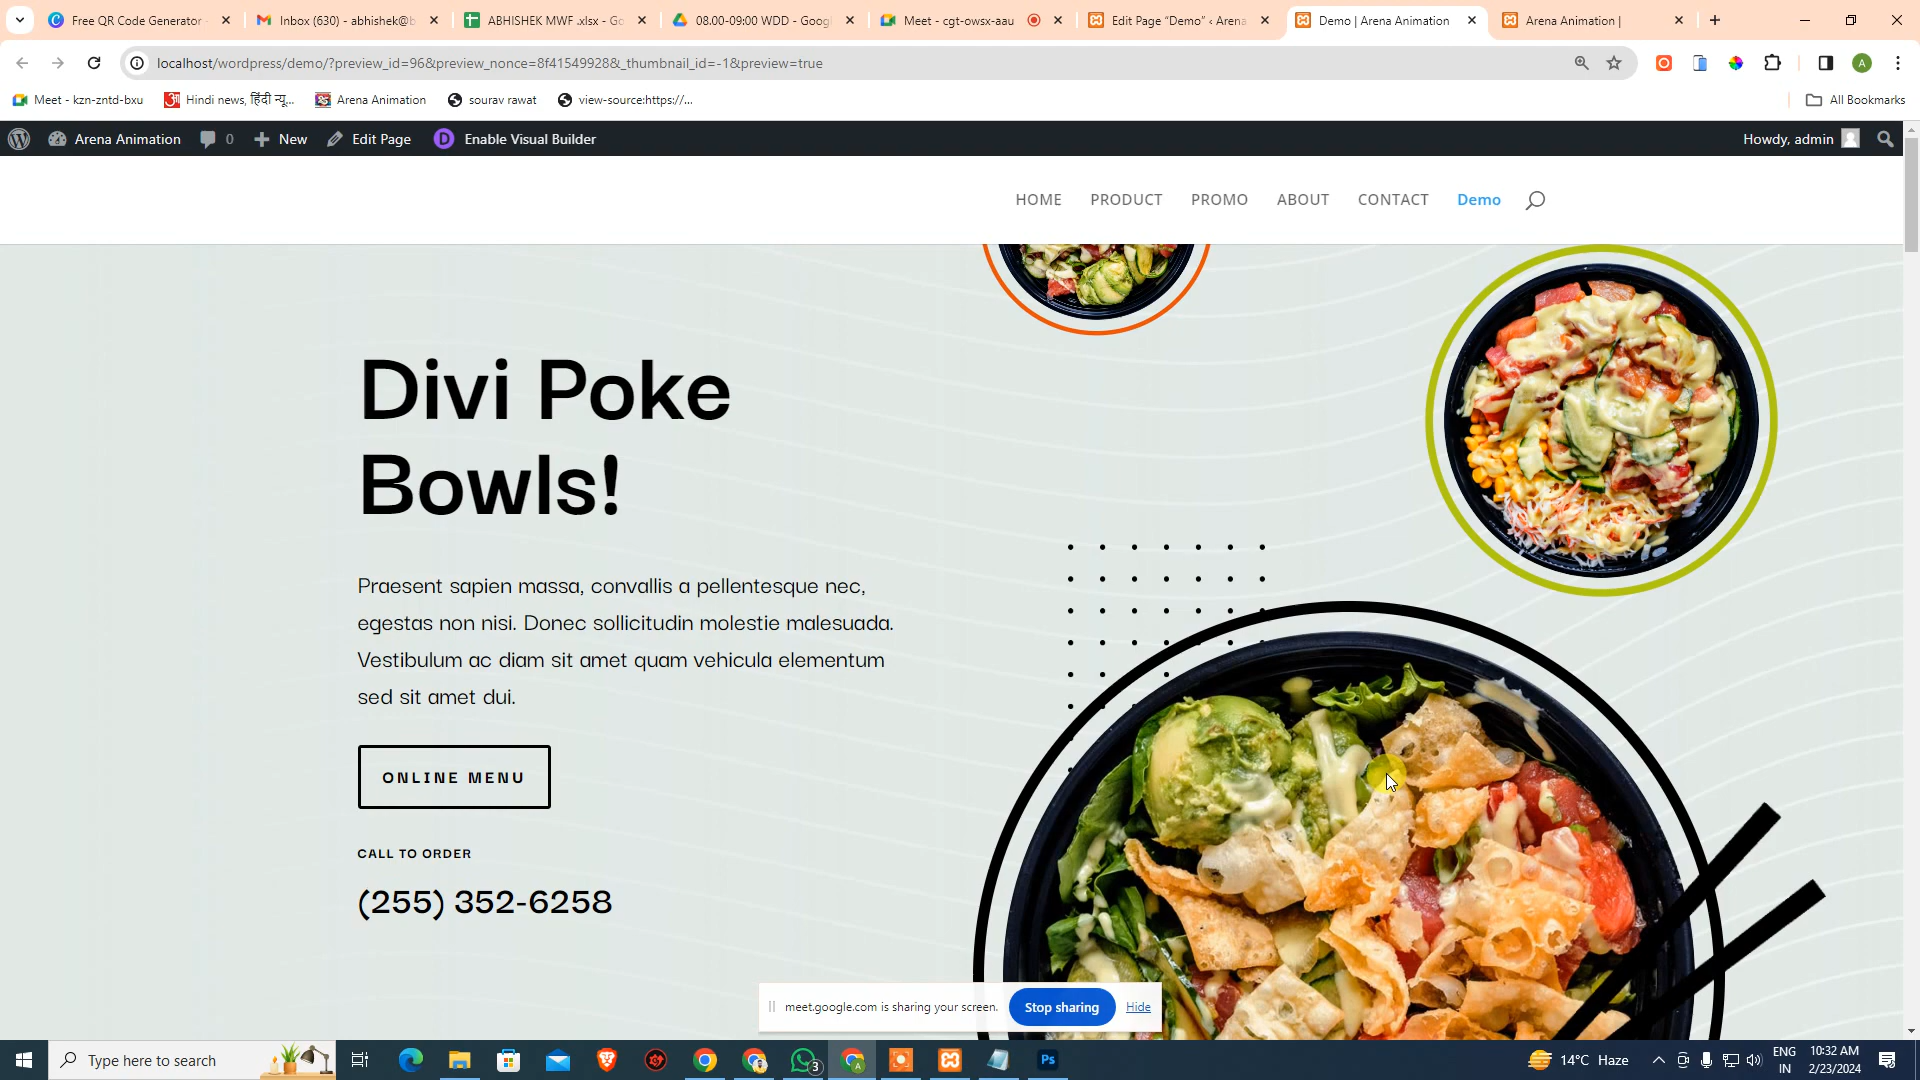 Free QR Code Generator
Inbox (630) - abhishek@b
ABHISHEK MWF .xlsx - Go
08.00-09:00 WDD - Googl
Meet - cgt-owsx-aau
Edit Page “Demo” ‹ Arena
Demo | Arena Animation
Arena Animation |
localhost/wordpress/demo/?preview_id=96&preview_nonce=8f41549928&_thumbnail_id=-1&preview=true
A
Meet - kzn-zntd-bxu
Hindi news, हिंदी न्यू...
Arena Animation
sourav rawat
view-source:https://...
All Bookmarks
Arena Animation
0
New
Edit Page
D
Enable Visual Builder
Howdy, admin
HOME
PRODUCT
PROMO
ABOUT
CONTACT
Demo
Divi Poke
Bowls!
Praesent sapien massa, convallis a pellentesque nec,
egestas non nisi. Donec sollicitudin molestie malesuada.
Vestibulum ac diam sit amet quam vehicula elementum
sed sit amet dui.
ONLINE MENU
CALL TO ORDER
(255) 352-6258
meet.google.com is sharing your screen.
Stop sharing
Hide
Type here to search
3
A
Ps
14°C Haze
ENG
IN
10:32 AM
2/23/2024